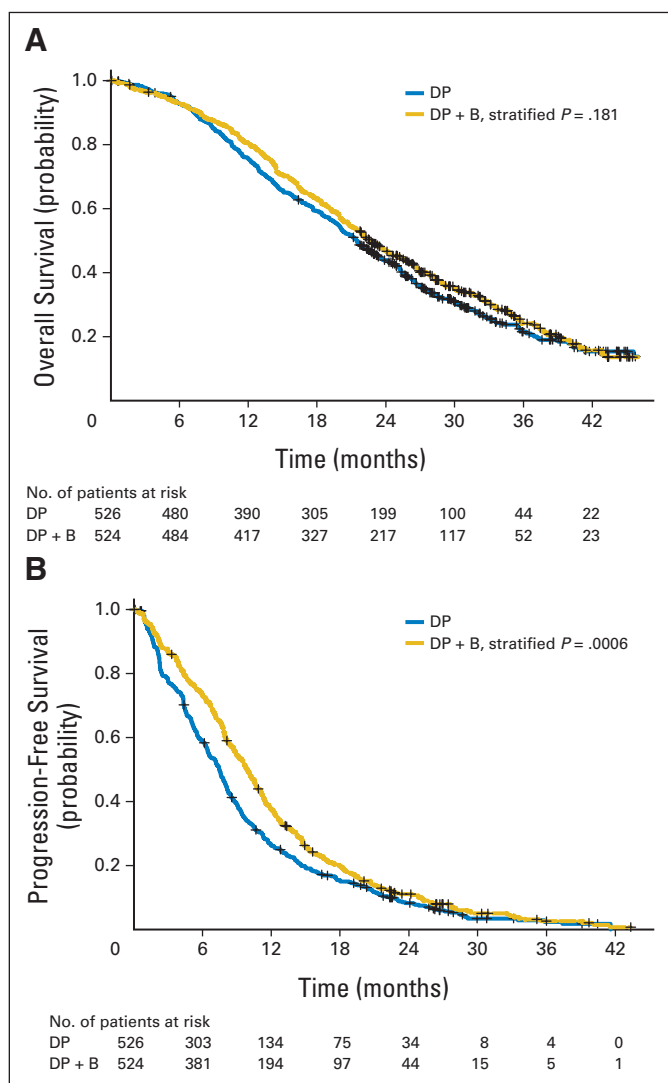 A
Overall Survival (probability)
1.0
0.8
0.6
0.4
0.2
DP
DP + B, stratified P = .181
0 6 12 18 24 30 36 42
Time (months)
No. of patients at risk
DP 526 480 390 305 199 100 44 22
DP + B 524 484 417 327 217 117 52 23
B
Progression-Free Survival
(probability)
1.0
0.8
0.6
0.4
0.2
DP
DP + B, stratified P = .0006
0 6 12 18 24 30 36 42
Time (months)
No. of patients at risk
DP 526 303 134 75 34 8 4 0
DP + B 524 381 194 97 44 15 5 1